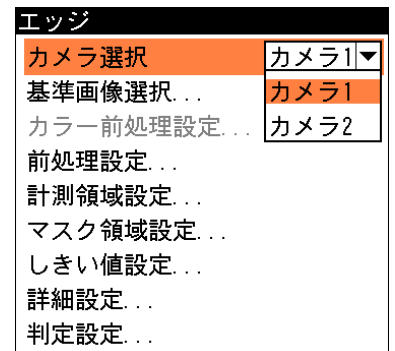 エッジ
カメラ選択 カメラ1▼
基準画像選択... カメラ1
カラー前処理設定... カメラ2
前処理設定...
計測領域設定...
マスク領域設定...
しきい値設定...
詳細設定...
判定設定...